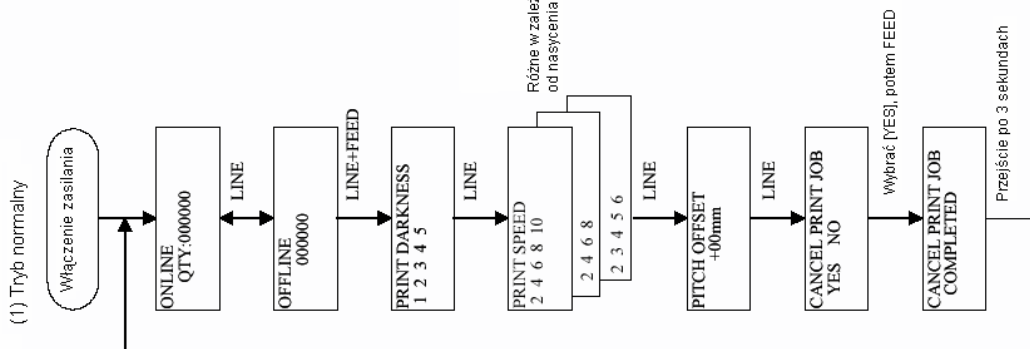 (1) Tryb normalny
Włączenie zasilania
ONLINE
QTY:000000
LINE
OFFLINE
000000
LINE+FEED
PRINT DARKNESS
1 2 3 4 5
LINE
PRINT SPEED
2 4 6 8 10
2 4 6 8
2 3 4 5 6
Różne w
od nasycenia
LINE
PITCH OFFSET
+00mm
LINE
CANCEL PRINT JOB
YES NO
Wybrać [YES], potem FEED
CANCEL PRINT JOB
COMPLETED
Przejście po 3 sekundach